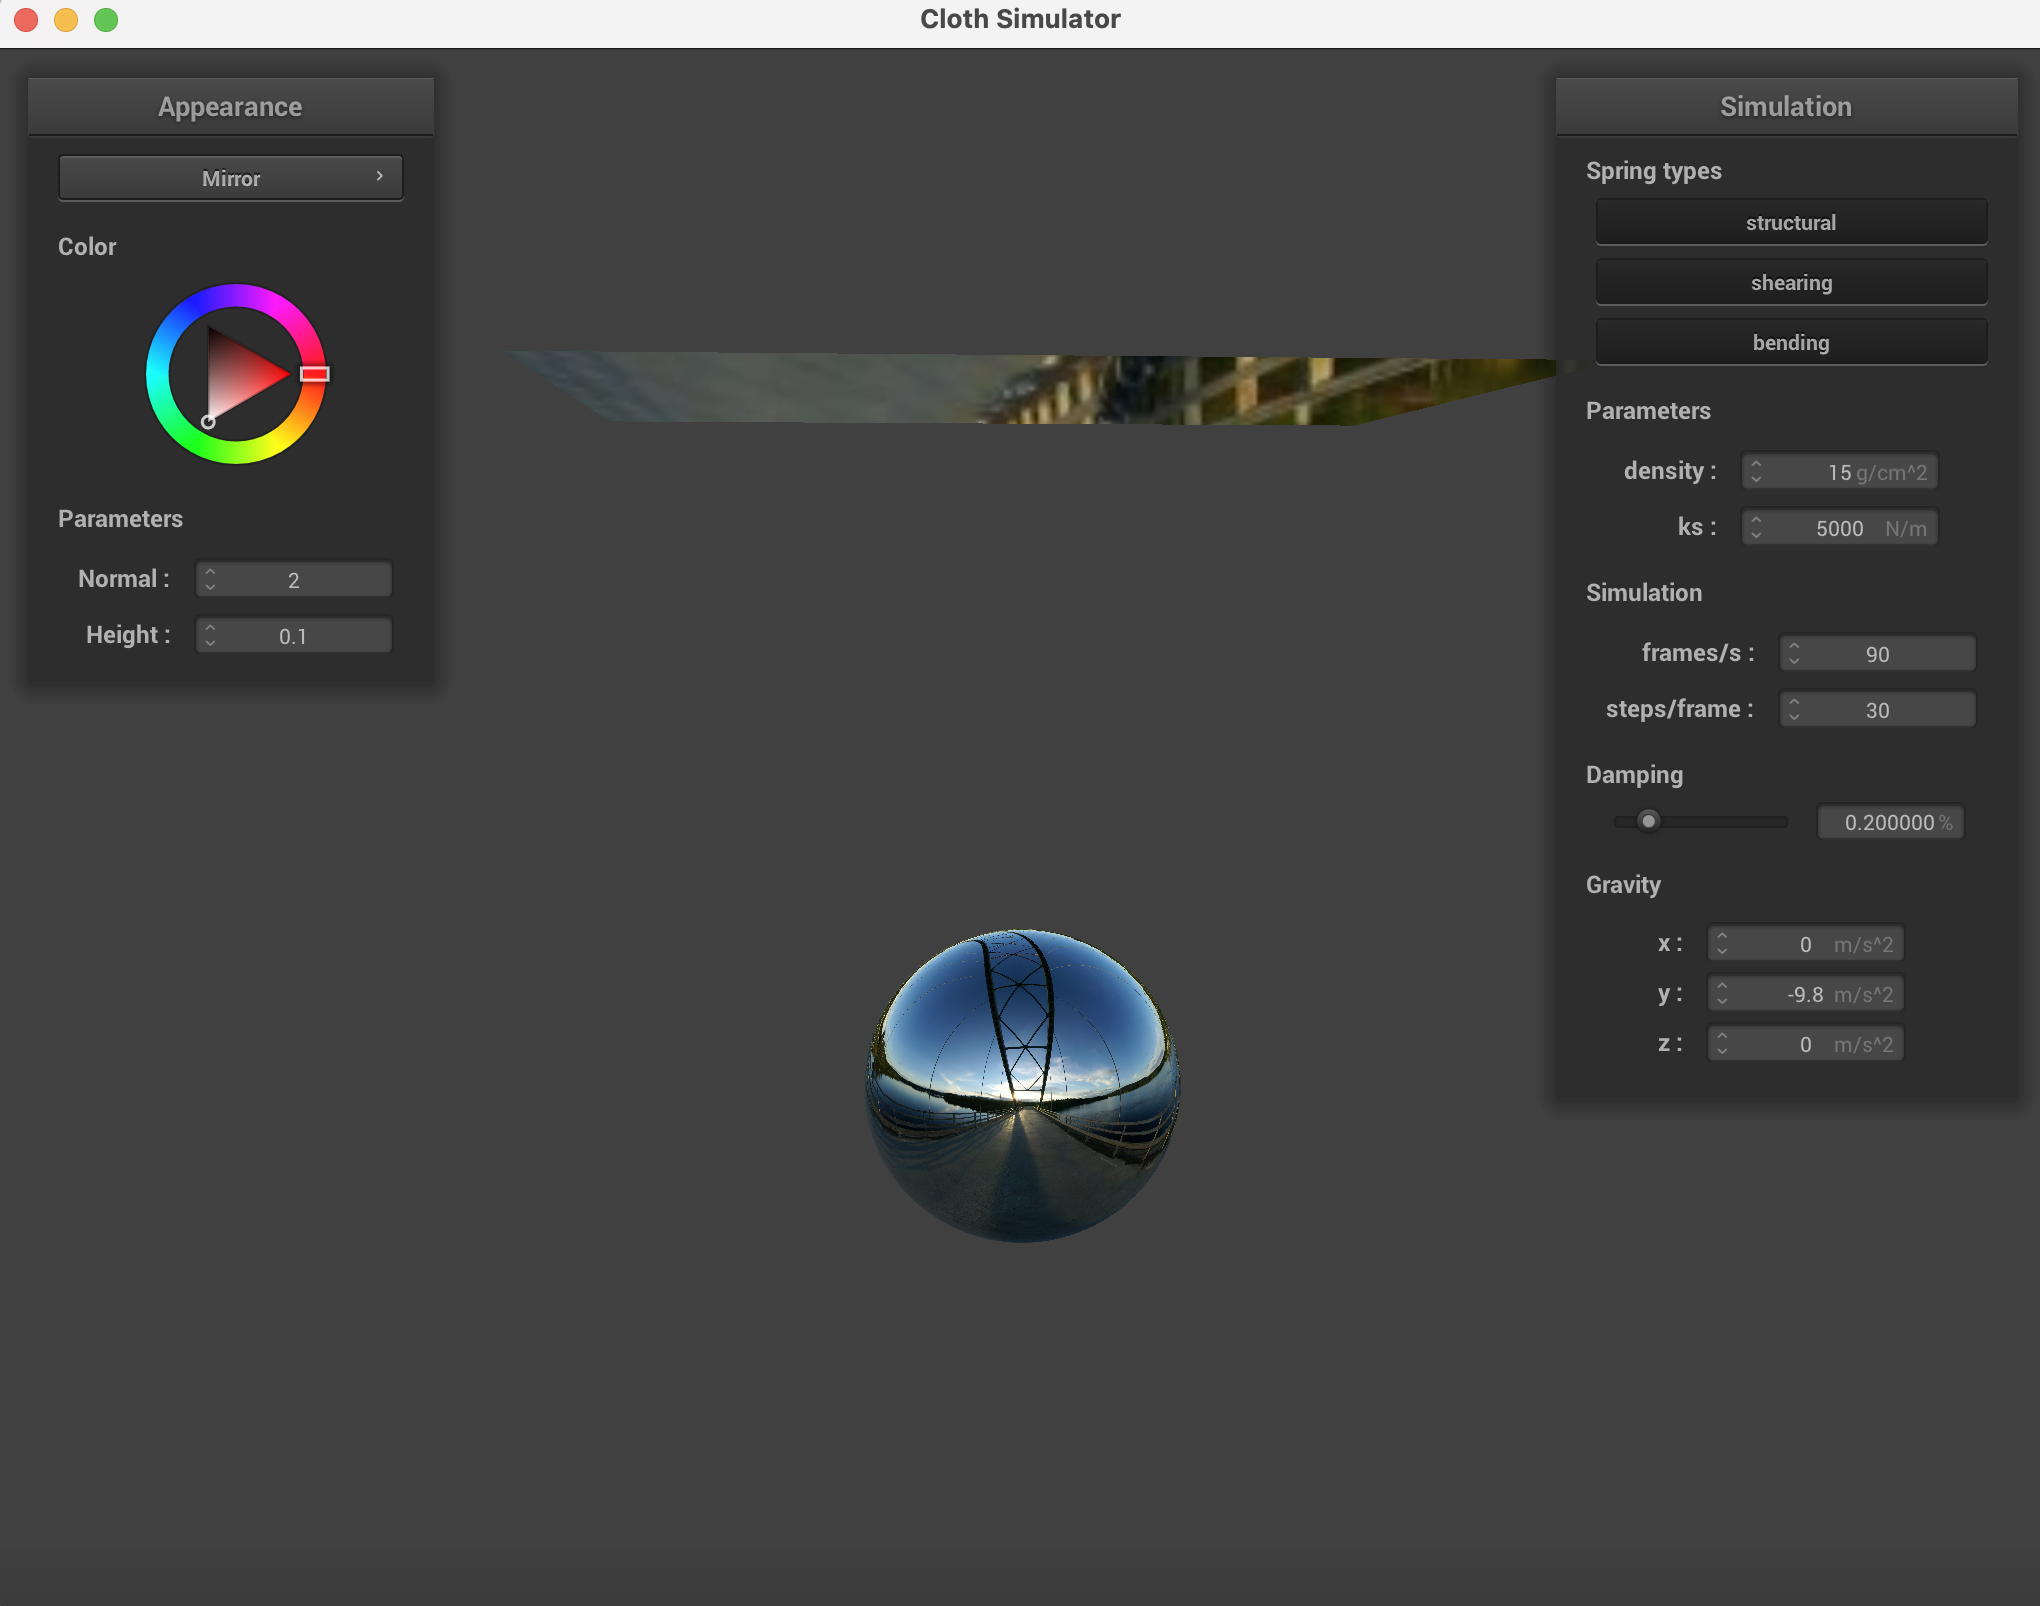 Cloth Simulator
Appearance
Mirror
Color
Parameters
Normal : 2
Height : 0.1
Simulation
Spring types
structural
shearing
bending
Parameters
density : 15 g/cm^2
ks : 5000 N/m
Simulation
frames/s : 90
steps/frame : 30
Damping
0.200000 %
Gravity
x : 0 m/s^2
y : -9.8 m/s^2
z : 0 m/s^2